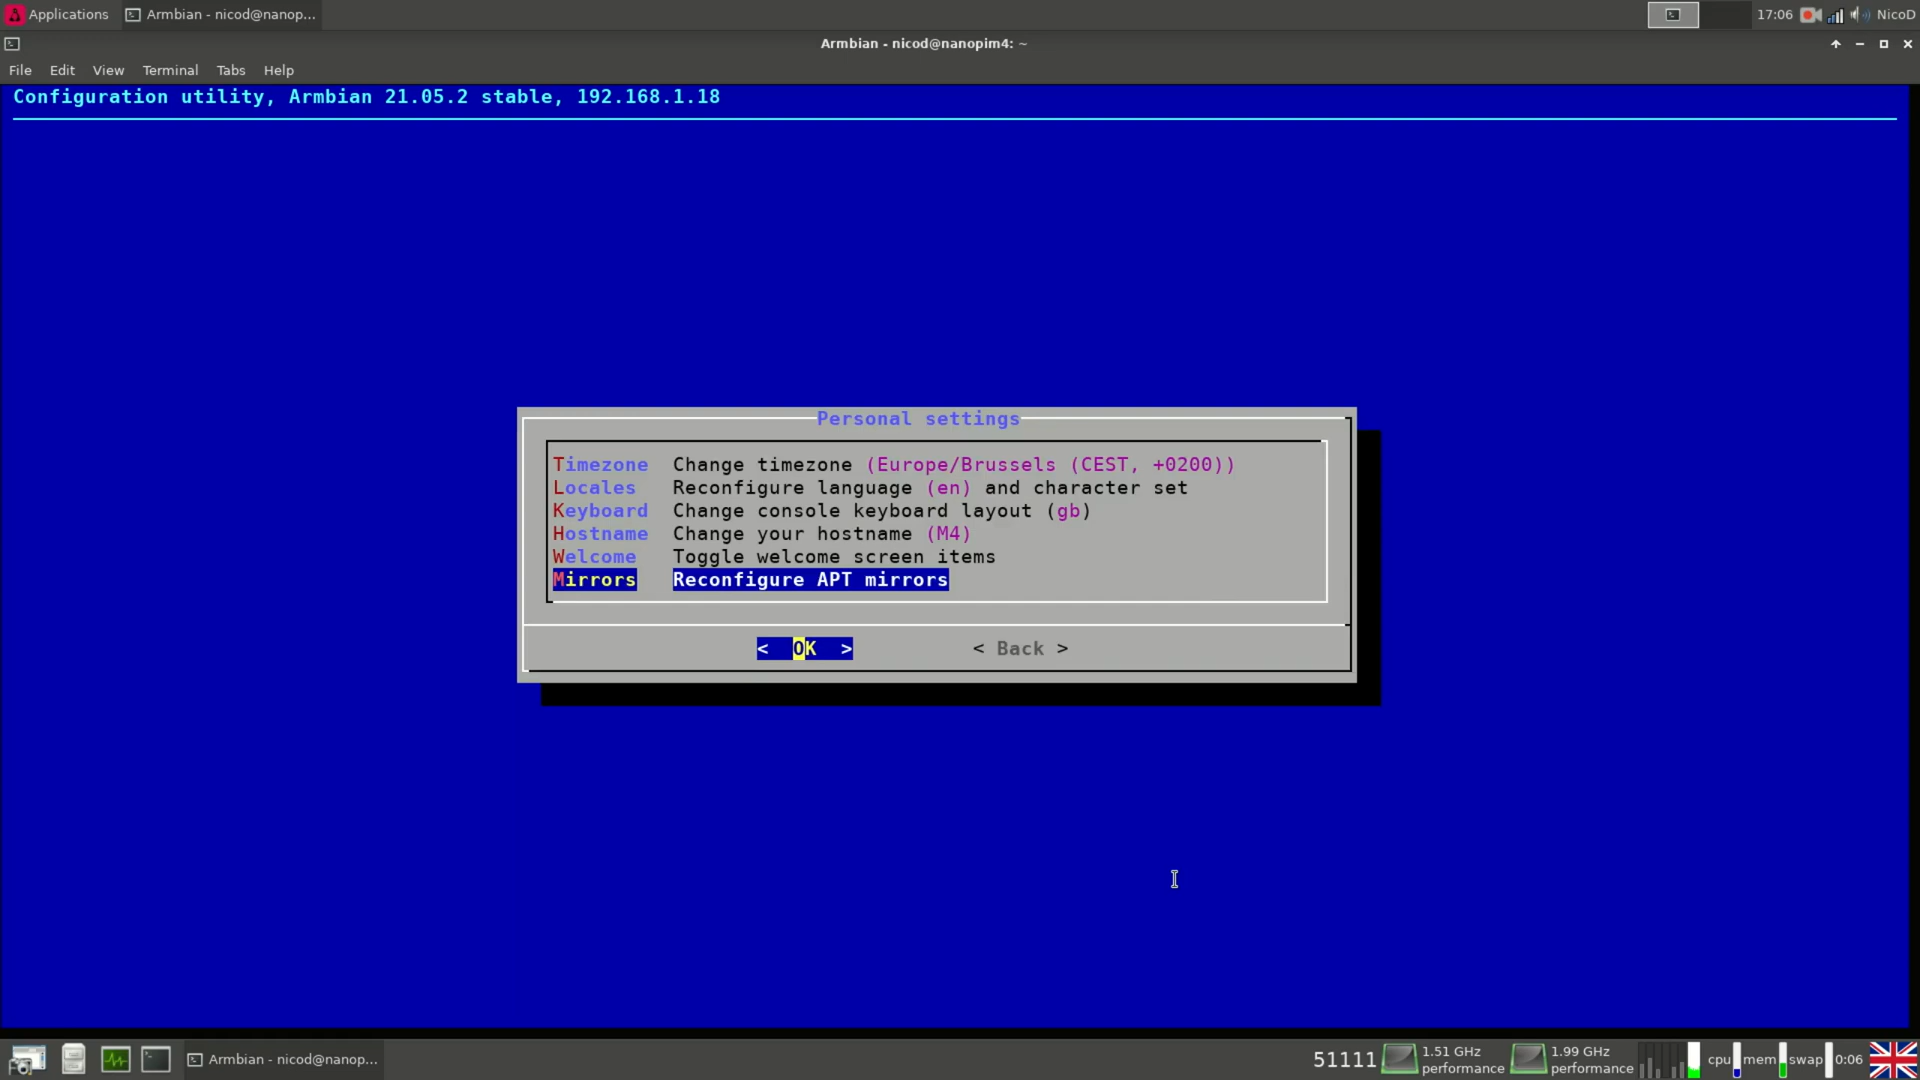 Applications Armbian - nicod@nanop... 17:06 NicoD
Armbian - nicod@nanopim4: ~
File Edit View Terminal Tabs Help
Configuration utility, Armbian 21.05.2 stable, 192.168.1.18
Personal settings
Timezone Change timezone (Europe/Brussels (CEST, +0200))
Locales Reconfigure language (en) and character set
Keyboard Change console keyboard layout (gb)
Hostname Change your hostname (M4)
Welcome Toggle welcome screen items
Mirrors Reconfigure APT mirrors
< OK > < Back >
Armbian - nicod@nanop... 51111 1.51 GHz performance 1.99 GHz performance cpu mem swap 0:06